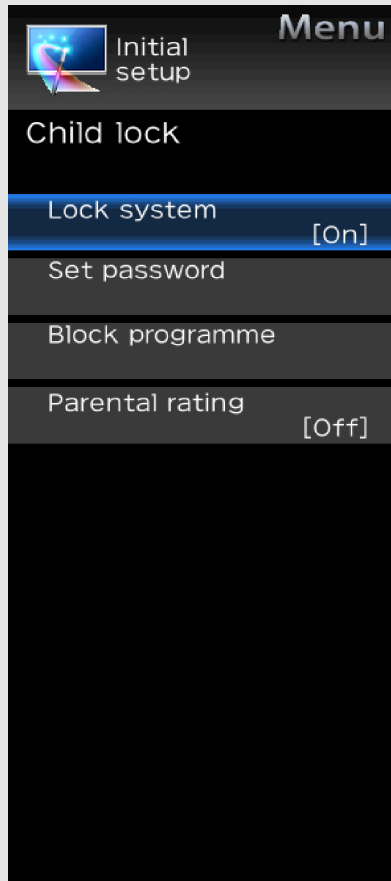 Menu
Initial
setup
Child lock
Lock system
[On]
Set password
Block programme
Parental rating
[Off]